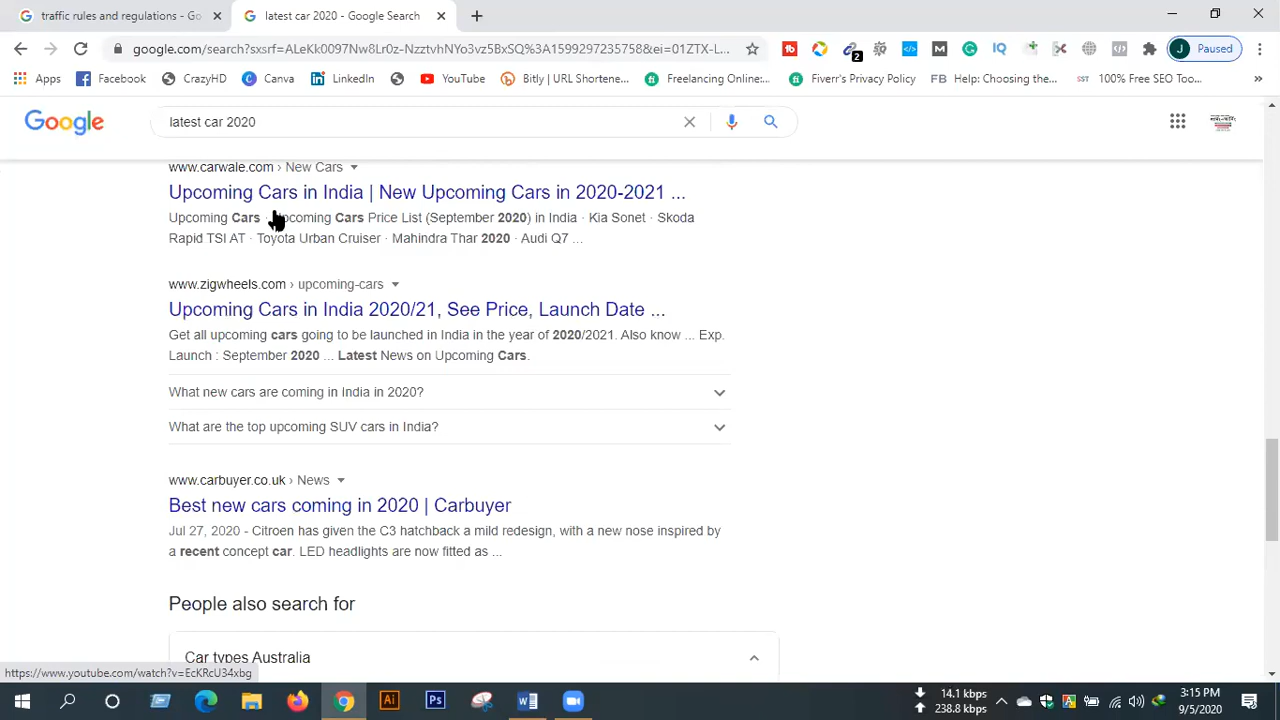 traffic rules and regulations - Go
latest car 2020 - Google Search
google.com/search?sxsrf=ALeKk0097Nw8Lr0z-NzztvhNYo3vz5BxSQ%3A1599297235758&ei=01ZTX-L...
2
IQ
J Paused
Apps
Facebook
CrazyHD
Canva
LinkedIn
YouTube
Bitly | URL Shortene...
Freelancing Online:...
Fiverr's Privacy Policy
FB Help: Choosing the...
SST 100% Free SEO Too...
»
Google
latest car 2020
www.carwale.com › New Cars
Upcoming Cars in India | New Upcoming Cars in 2020-2021 ...
Upcoming Cars · Upcoming Cars Price List (September 2020) in India · Kia Sonet · Skoda
Rapid TSI AT · Toyota Urban Cruiser · Mahindra Thar 2020 · Audi Q7 ...
www.zigwheels.com › upcoming-cars
Upcoming Cars in India 2020/21, See Price, Launch Date ...
Get all upcoming cars going to be launched in India in the year of 2020/2021. Also know ... Exp.
Launch : September 2020 ... Latest News on Upcoming Cars.
What new cars are coming in India in 2020?
What are the top upcoming SUV cars in India?
www.carbuyer.co.uk › News
Best new cars coming in 2020 | Carbuyer
Jul 27, 2020 - Citroen has given the C3 hatchback a mild redesign, with a new nose inspired by
a recent concept car. LED headlights are now fitted as ...
People also search for
Car types Australia
https://www.youtube.com/watch?v=EcKRcU34xbg
Ai
Ps
14.1 kbps
238.8 kbps
3:15 PM
9/5/2020